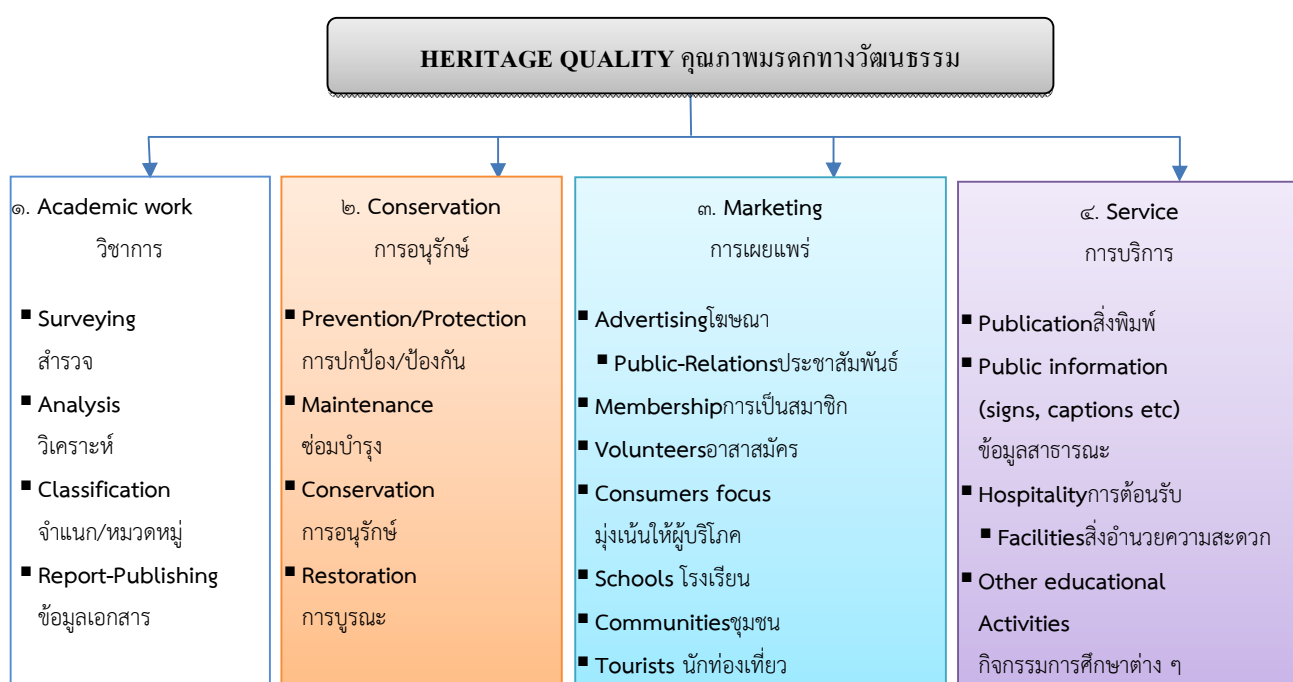 HERITAGE QUALITY คุณภาพมรดกทางวัฒนธรรม
๑. Academic work
วิชาการ
▪ Surveying
สำรวจ
▪ Analysis
วิเคราะห์
▪ Classification
จำแนก/หมวดหมู่
▪ Report-Publishing
ข้อมูลเอกสาร
๒. Conservation
การอนุรักษ์
▪ Prevention/Protection
การปกป้อง/ป้องกัน
▪ Maintenance
ซ่อมบำรุง
▪ Conservation
การอนุรักษ์
▪ Restoration
การบูรณะ
๓. Marketing
การเผยแพร่
▪ Advertisingโฆษณา
▪ Public-Relationsประชาสัมพันธ์
▪ Membershipการเป็นสมาชิก
▪ Volunteersอาสาสมัคร
▪ Consumers focus
มุ่งเน้นให้ผู้บริโภค
▪ Schools โรงเรียน
▪ Communitiesชุมชน
▪ Tourists นักท่องเที่ยว
๔. Service
การบริการ
▪ Publicationสิ่งพิมพ์
▪ Public information
(signs, captions etc)
ข้อมูลสาธารณะ
▪ Hospitalityการต้อนรับ
▪ Facilitiesสิ่งอำนวยความสะดวก
▪ Other educational
Activities
กิจกรรมการศึกษาต่าง ๆ